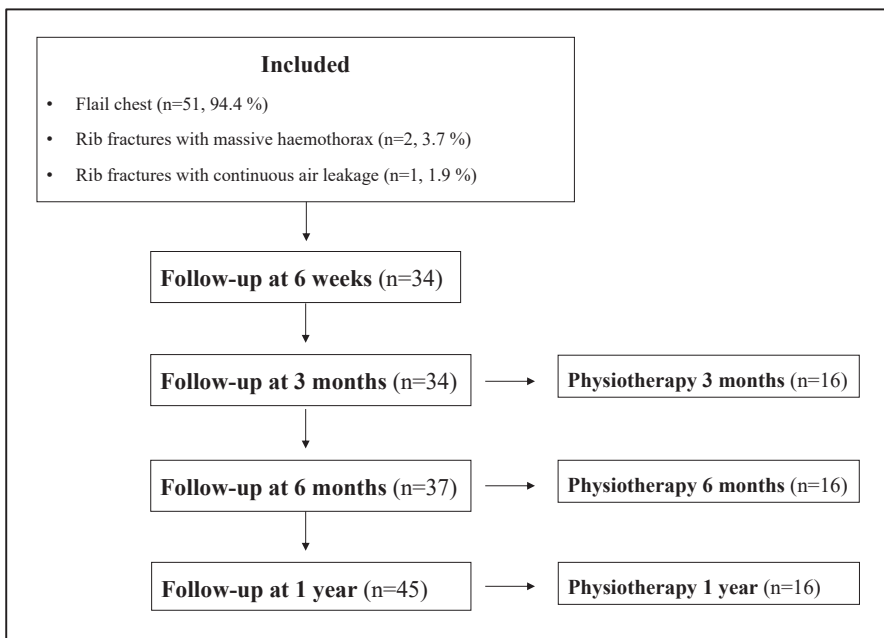 Included
• Flail chest (n=51, 94.4 %)
• Rib fractures with massive haemothorax (n=2, 3.7 %)
• Rib fractures with continuous air leakage (n=1, 1.9 %)
Follow-up at 6 weeks (n=34)
Follow-up at 3 months (n=34)
Physiotherapy 3 months (n=16)
Follow-up at 6 months (n=37)
Physiotherapy 6 months (n=16)
Follow-up at 1 year (n=45)
Physiotherapy 1 year (n=16)